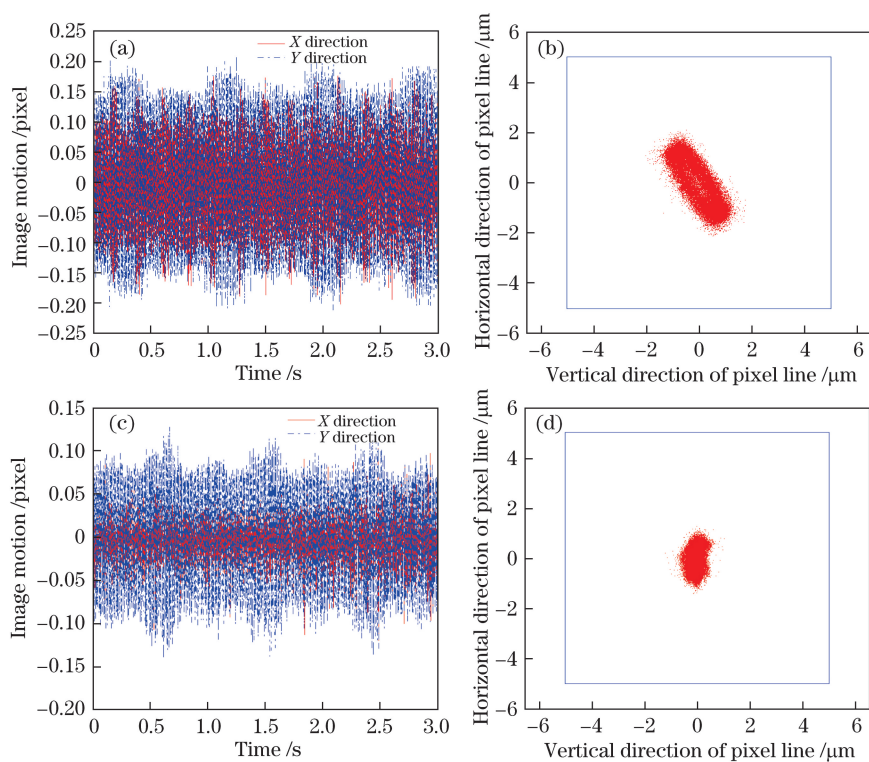 (a)
X direction
Y direction
0.25
0.20
0.15
0.10
0.05
0
−0.05
−0.10
−0.15
−0.20
0.25
Image motion /pixel
0 0.5 1.0 1.5 2.0 2.5 3.0
Time /s
(b)
6
4
2
0
−2
−4
−6
Horizontal direction of pixel line /μm
−6 −4 −2 0 2 4 6
Vertical direction of pixel line /μm
(c)
X direction
Y direction
0.15
0.10
0.05
0
−0.05
−0.10
−0.15
−0.20
Image motion /pixel
0 0.5 1.0 1.5 2.0 2.5 3.0
Time /s
(d)
6
4
2
0
−2
−4
−6
Horizontal direction of pixel line /μm
−6 −4 −2 0 2 4 6
Vertical direction of pixel line /μm